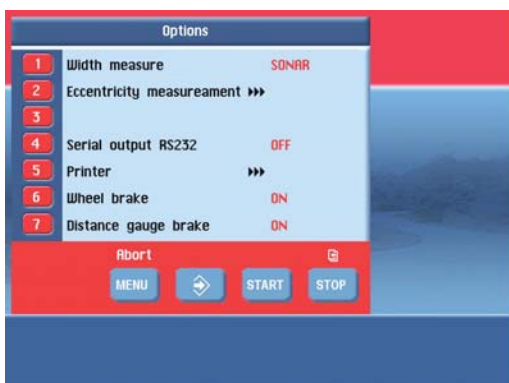 Options
1 Width measure SONAR
2 Eccentricity measureament
3
4 Serial output RS232 OFF
5 Printer
6 Wheel brake ON
7 Distance gauge brake ON
Abort
MENU START STOP